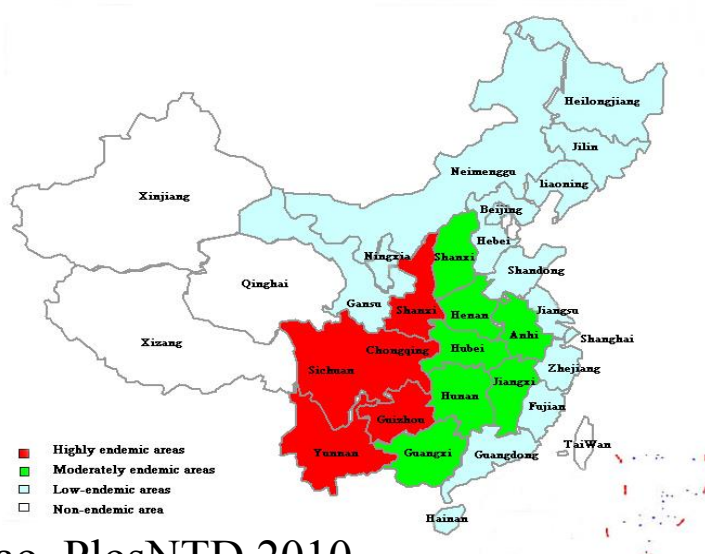 Heilongjiang
Jilin
Neimenggu
liaoning
Beijing
Xinjiang
Hebei
Ningxia
Shanxi
Shandong
Qinghai
Gansu
Shanxi
Henan
Jiangsu
Anhi
Shanghai
Xizang
Chongqing
Hubei
Zhejiang
Sichuan
Jiangxi
Hunan
Guizhou
Fujian
TaiWan
Yunnan
Guangxi
Guangdong
Hainan
Highly endemic areas
Moderately endemic areas
Low-endemic areas
Non-endemic area
PlosNTD 2010